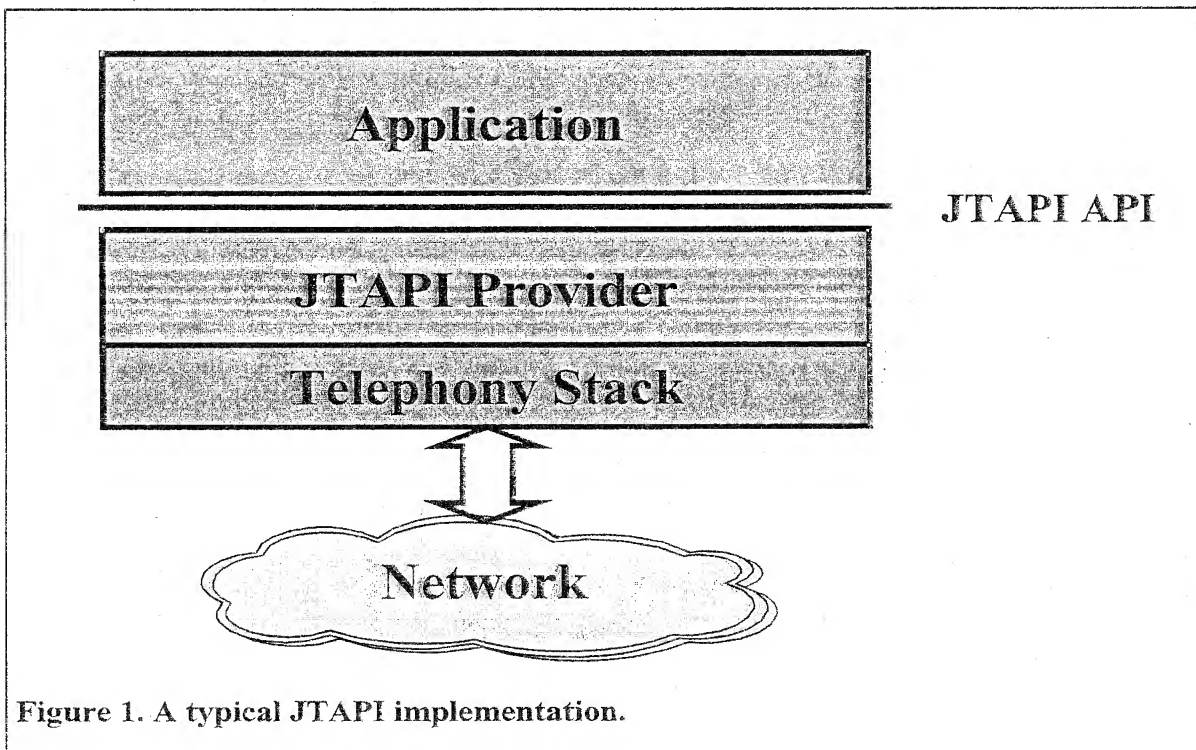 Application
JTAPI API
JTAPI Provider
Telephony Stack
Network
Figure 1. A typical JTAPI implementation.